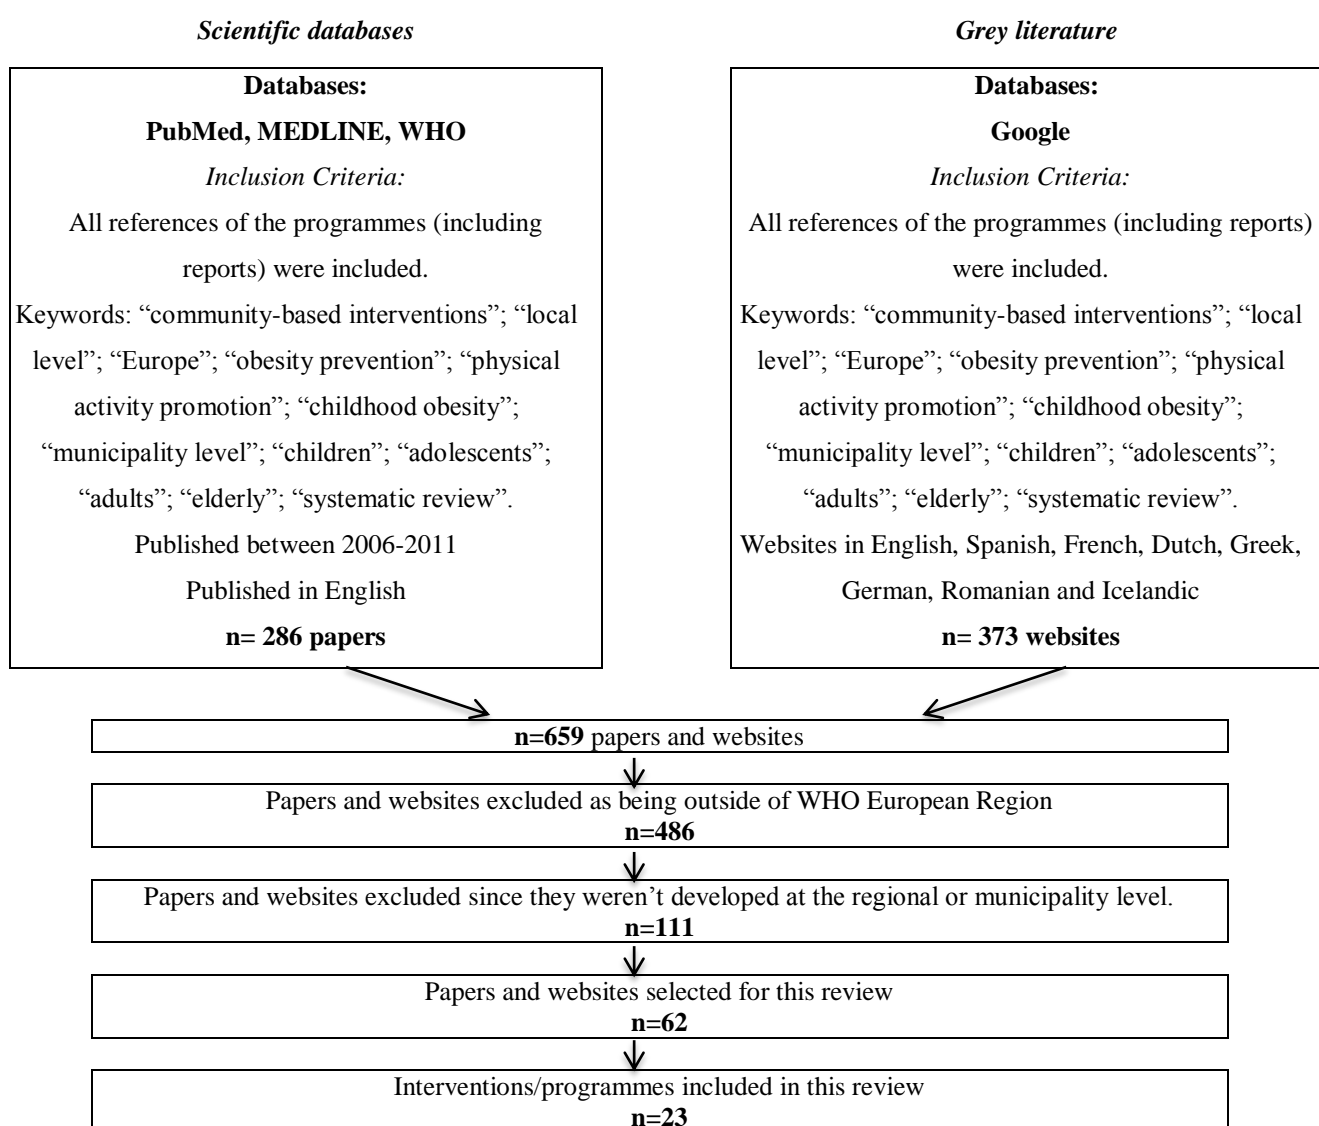 Scientific databases
Databases:
PubMed, MEDLINE, WHO
Inclusion Criteria:
All references of the programmes (including
reports) were included.
Keywords: “community-based interventions”; “local
level”; “Europe”; “obesity prevention”; “physical
activity promotion”; “childhood obesity”;
“municipality level”; “children”; “adolescents”;
“adults”; “elderly”; “systematic review”.
Published between 2006-2011
Published in English
n= 286 papers
Grey literature
Databases:
Google
Inclusion Criteria:
All references of the programmes (including reports)
were included.
Keywords: “community-based interventions”; “local
level”; “Europe”; “obesity prevention”; “physical
activity promotion”; “childhood obesity”;
“municipality level”; “children”; “adolescents”;
“adults”; “elderly”; “systematic review”.
Websites in English, Spanish, French, Dutch, Greek,
German, Romanian and Icelandic
n= 373 websites
n=659 papers and websites
Papers and websites excluded as being outside of WHO European Region
n=486
Papers and websites excluded since they weren’t developed at the regional or municipality level.
n=111
Papers and websites selected for this review
n=62
Interventions/programmes included in this review
n=23